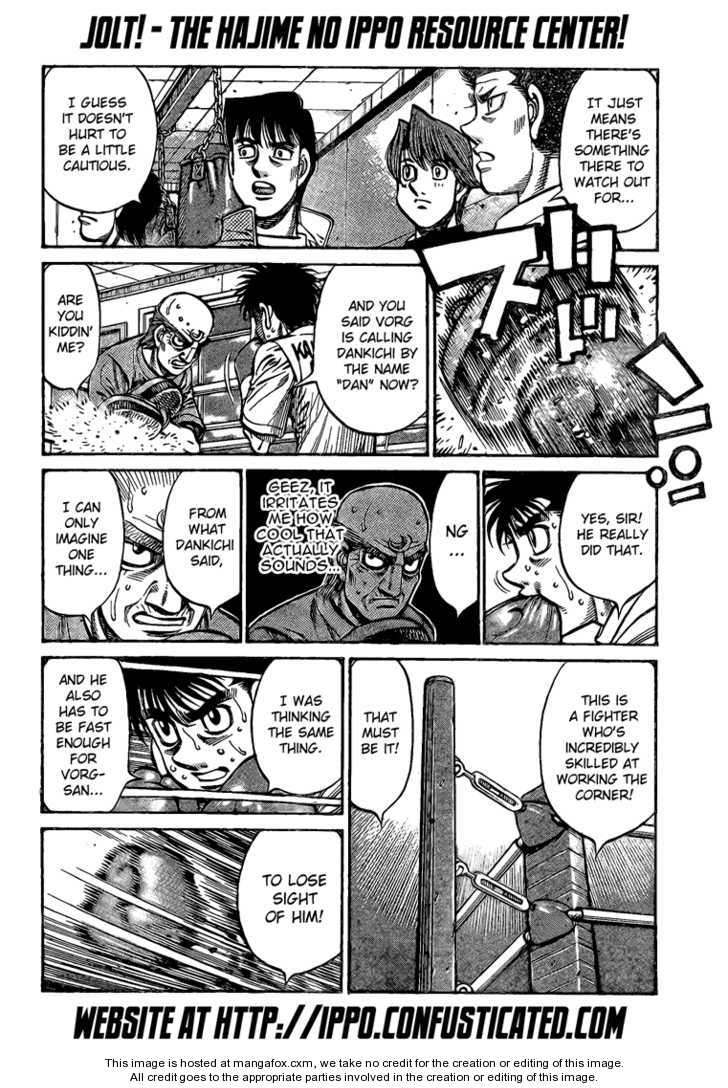 JOLT! - THE HAJIME NO IPPO RESOURCE CENTER!
IT JUST
MEANS
THERE'S
SOMETHING
THERE TO
WATCH OUT
FOR...
I GUESS
IT DOESN'T
HURT TO
BE A LITTLE
CAUTIOUS.
ズドン!
AND YOU
SAID VORG
IS CALLING
DANKICHI BY
THE NAME
"DAN" NOW?
ARE
YOU
KIDDIN'
ME?
YES, SIR!
HE REALLY
DID THAT.
NG
...
GEEZ, IT
IRRITATES
ME HOW
COOL THAT
ACTUALLY
SOUNDS...
FROM
WHAT
DANKICHI
SAID,
I CAN
ONLY
IMAGINE
ONE
THING...
THIS IS
A FIGHTER
WHO'S
INCREDIBLY
SKILLED AT
WORKING THE
CORNER!
THAT
MUST
BE IT!
I WAS
THINKING
THE SAME
THING.
AND HE
ALSO
HAS TO
BE FAST
ENOUGH
FOR
VORG-
SAN...
TO LOSE
SIGHT
OF HIM!
WEBSITE AT HTTP://IPPO.CONFUSTICATED.COM
This image is hosted at mangafox.cxm, we take no credit for the creation or editing of this image.
All credit goes to the appropriate parties involved in the creation or editing of this image.